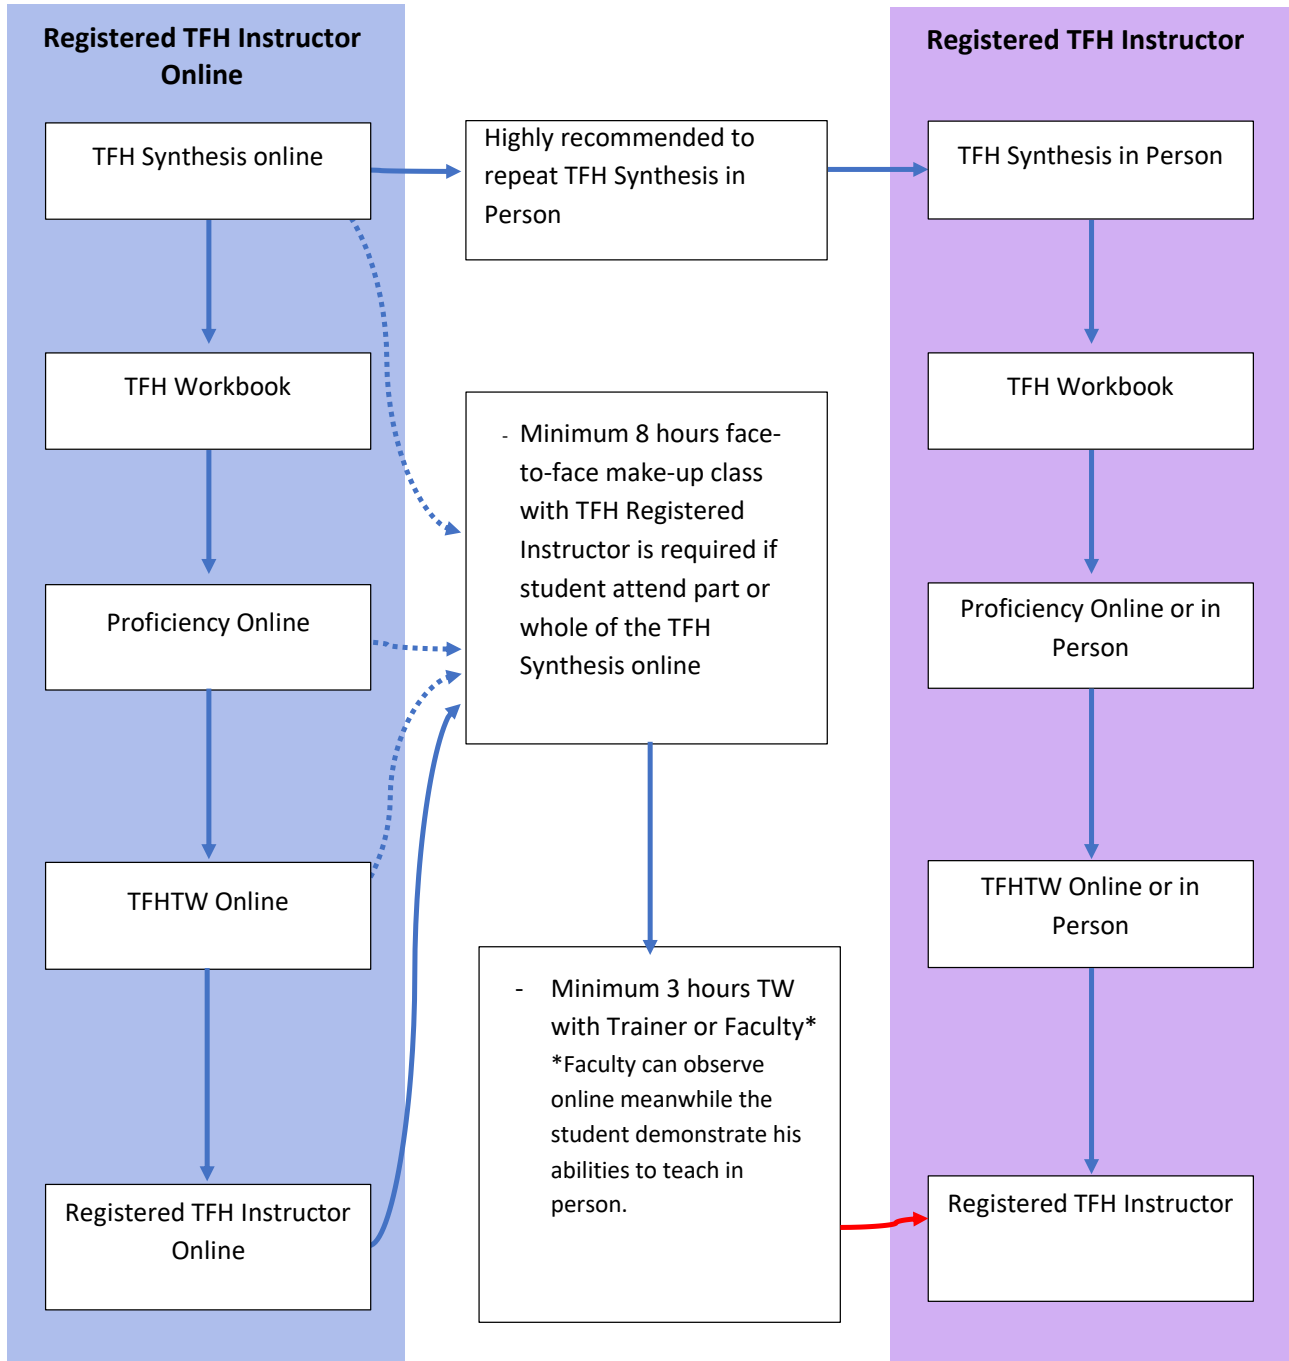 Registered TFH Instructor
Online
TFH Synthesis online
TFH Workbook
Proficiency Online
TFHTW Online
Registered TFH Instructor
Online
Highly recommended to
repeat TFH Synthesis in
Person
- Minimum 8 hours face-
to-face make-up class
with TFH Registered
Instructor is required if
student attend part or
whole of the TFH
Synthesis online
- Minimum 3 hours TW
with Trainer or Faculty*
*Faculty can observe
online meanwhile the
student demonstrate his
abilities to teach in
person.
Registered TFH Instructor
TFH Synthesis in Person
TFH Workbook
Proficiency Online or in
Person
TFHTW Online or in
Person
Registered TFH Instructor